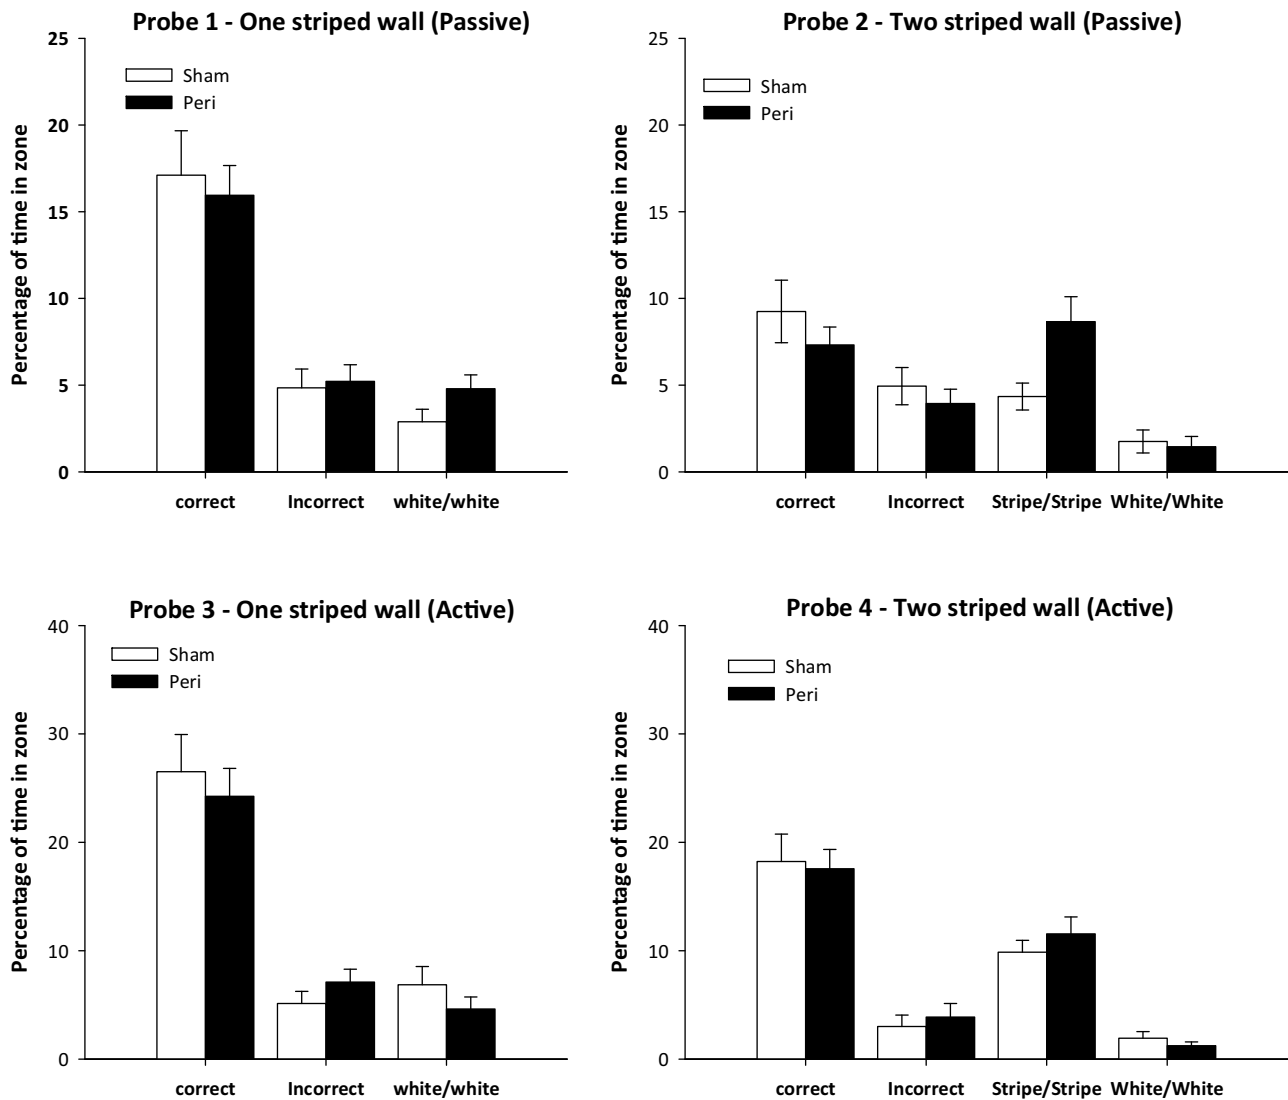 Probe 1 - One striped wall (Passive)
Sham
Peri
Percentage of time in zone
25
20
15
10
5
0
correct Incorrect white/white
Probe 2 - Two striped wall (Passive)
Sham
Peri
Percentage of time in zone
25
20
15
10
5
0
correct Incorrect Stripe/Stripe White/White
Probe 3 - One striped wall (Active)
Sham
Peri
Percentage of time in zone
40
30
20
10
0
correct Incorrect white/white
Probe 4 - Two striped wall (Active)
Sham
Peri
Percentage of time in zone
40
30
20
10
0
correct Incorrect Stripe/Stripe White/White